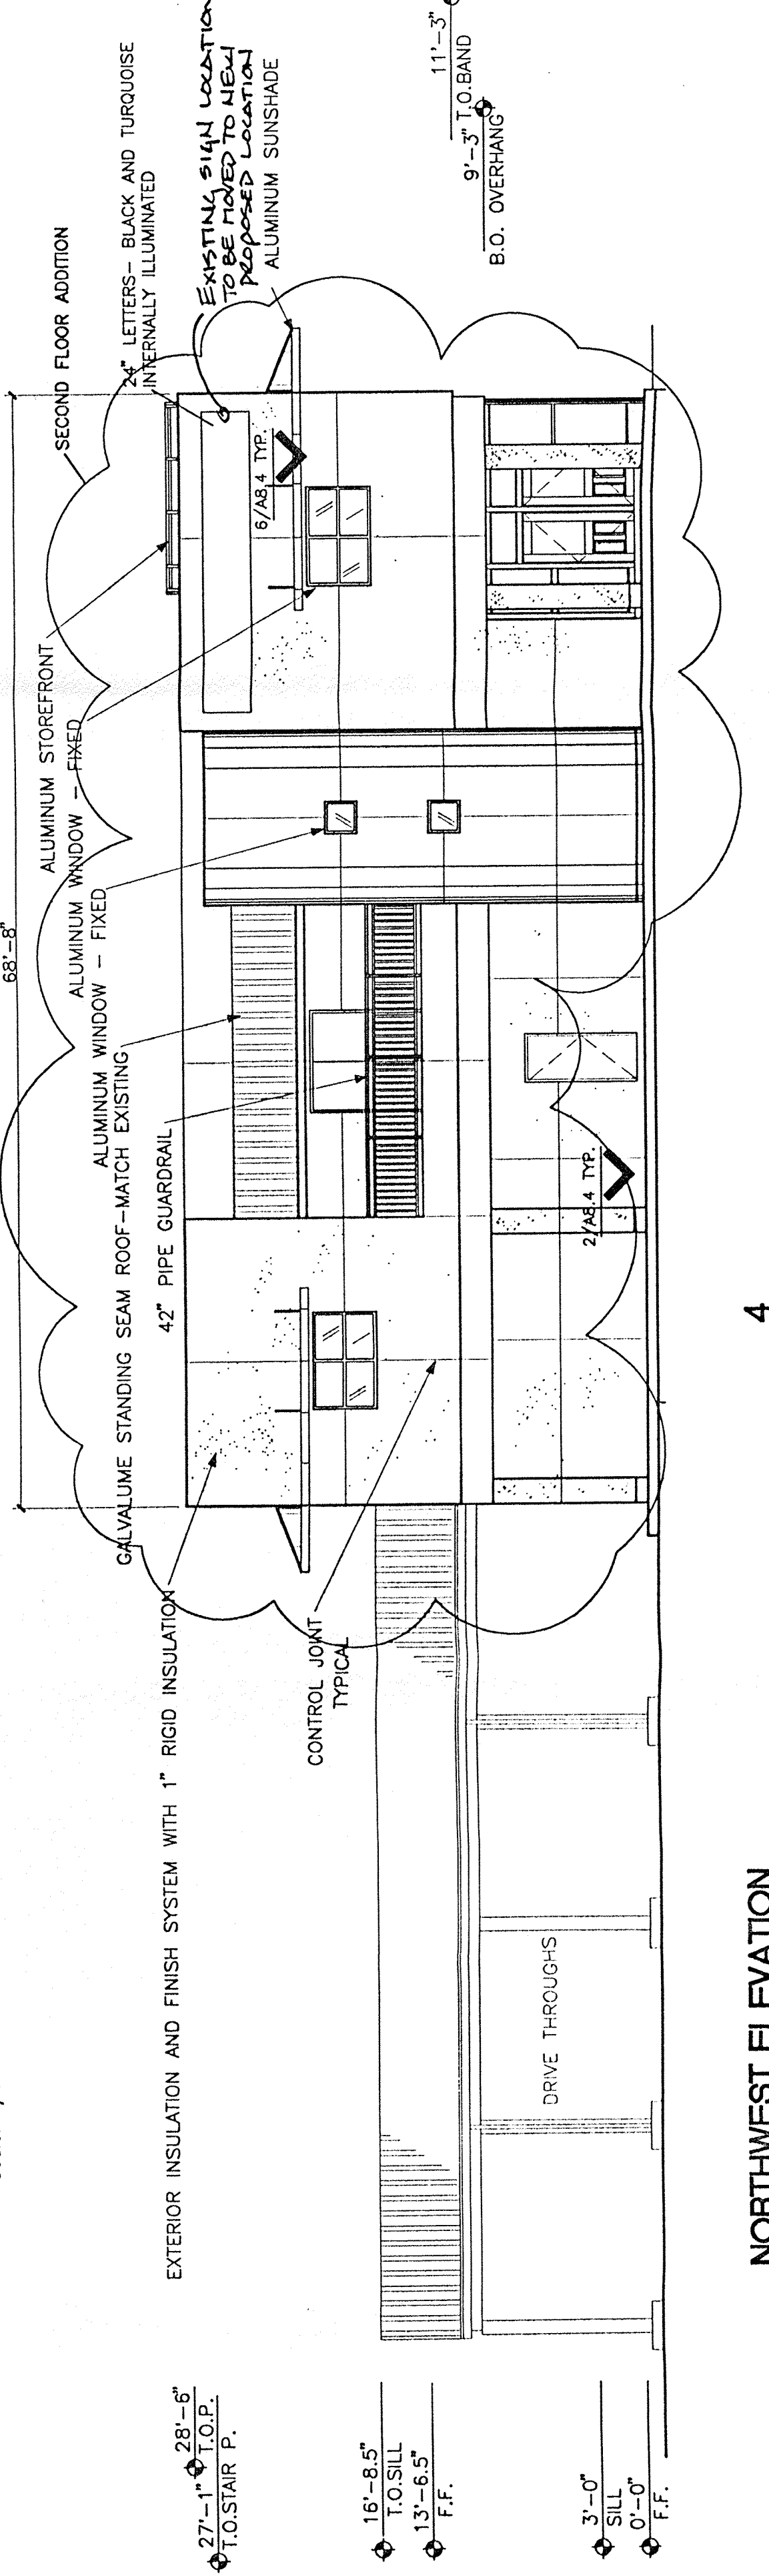 68'-8"
SECOND FLOOR ADDITION
24" LETTERS- BLACK AND TURQUOISE
INTERNALLY ILLUMINATED
EXISTING SIGN LOCATION
TO BE MOVED TO NEW
PROPOSED LOCATION
ALUMINUM SUNSHADE
ALUMINUM STOREFRONT
ALUMINUM WINDOW - FIXED
ALUMINUM WINDOW - FIXED
GALVALUME STANDING SEAM ROOF-MATCH EXISTING
42" PIPE GUARDRAIL
EXTERIOR INSULATION AND FINISH SYSTEM WITH 1" RIGID INSULATION
CONTROL JOINT
TYPICAL
6/A8.4 TYP.
2/A8.4 TYP.
DRIVE THROUGHS
11'-3"
T.O.BAND
9'-3"
B.O. OVERHANG
28'-6"
T.O.P.
27'-1"
T.O.STAIR P.
16'-8.5"
T.O.SILL
13'-6.5"
F.F.
3'-0"
SILL
0'-0"
F.F.
NORTHWEST ELEVATION
4